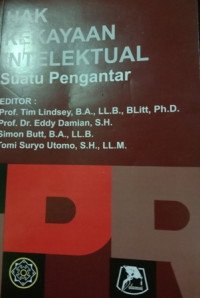 HAK
KEKAYAAN
INTELEKTUAL
Suatu Pengantar
EDITOR :
Prof. Tim Lindsey, B.A., LL.B., BLitt, Ph.D.
Prof. Dr. Eddy Damian, S.H.
Simon Butt, B.A., LL.B.
Tomi Suryo Utomo, S.H., LL.M.
PR